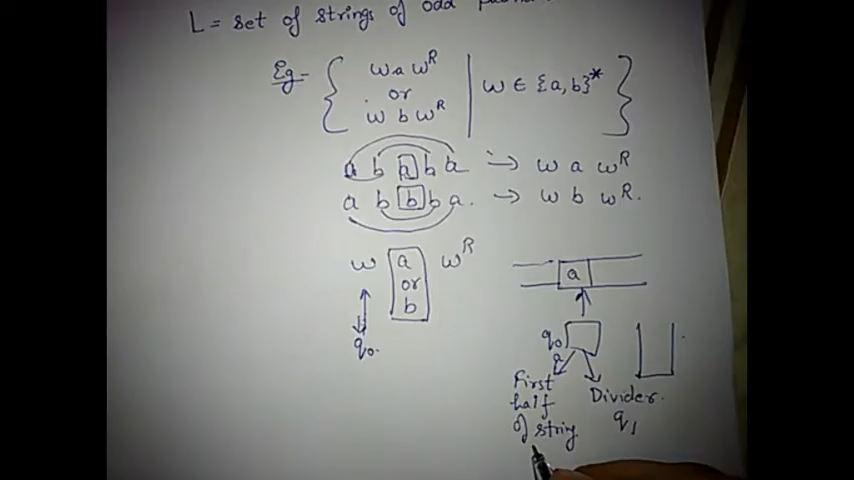 L = set of strings of odd
Eg- { w a w^R
or
w b w^R | w ∈ {a, b}* }
a b a b a → w a w^R
a b b b a. → w b w^R.
w a w^R
or
b
q₀.
a
q₀
a
First
half
of string
Divider.
q₁